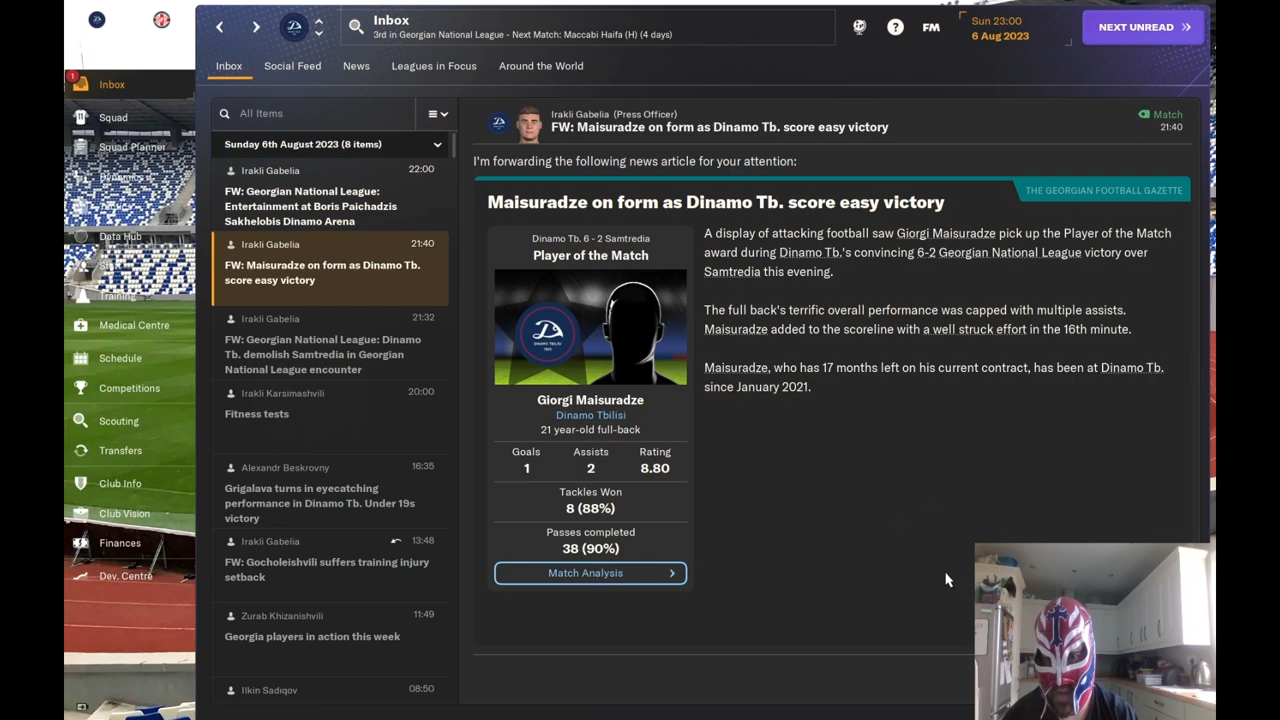 Inbox
3rd in Georgian National League - Next Match: Maccabi Haifa (H) (4 days)
FM
Sun 23:00
6 Aug 2023
NEXT UNREAD
Inbox
Social Feed
News
Leagues in Focus
Around the World
1
Inbox
Squad
Squad Planner
Data Hub
Training
Medical Centre
Schedule
Competitions
Scouting
Transfers
Club Info
Club Vision
Finances
Dev. Centre
All Items
Sunday 6th August 2023 (8 items)
Irakli Gabelia
22:00
FW: Georgian National League:
Entertainment at Boris Paichadzis
Sakhelobis Dinamo Arena
Irakli Gabelia
21:40
FW: Maisuradze on form as Dinamo Tb.
score easy victory
Irakli Gabelia
21:32
FW: Georgian National League: Dinamo
Tb. demolish Samtredia in Georgian
National League encounter
Irakli Karsimashvili
20:00
Fitness tests
Alexandr Beskrovny
16:35
Grigalava turns in eyecatching
performance in Dinamo Tb. Under 19s
victory
Irakli Gabelia
13:48
FW: Gocholeishvili suffers training injury
setback
Zurab Khizanishvili
11:49
Georgia players in action this week
Ilkin Sadıqov
08:50
Irakli Gabelia (Press Officer)
FW: Maisuradze on form as Dinamo Tb. score easy victory
Match
21:40
I'm forwarding the following news article for your attention:
THE GEORGIAN FOOTBALL GAZETTE
Maisuradze on form as Dinamo Tb. score easy victory
Dinamo Tb. 6 - 2 Samtredia
Player of the Match
Giorgi Maisuradze
Dinamo Tbilisi
21 year-old full-back
Goals
Assists
Rating
1
2
8.80
Tackles Won
8 (88%)
Passes completed
38 (90%)
Match Analysis
A display of attacking football saw Giorgi Maisuradze pick up the Player of the Match
award during Dinamo Tb.'s convincing 6-2 Georgian National League victory over
Samtredia this evening.
The full back's terrific overall performance was capped with multiple assists.
Maisuradze added to the scoreline with a well struck effort in the 16th minute.
Maisuradze, who has 17 months left on his current contract, has been at Dinamo Tb.
since January 2021.